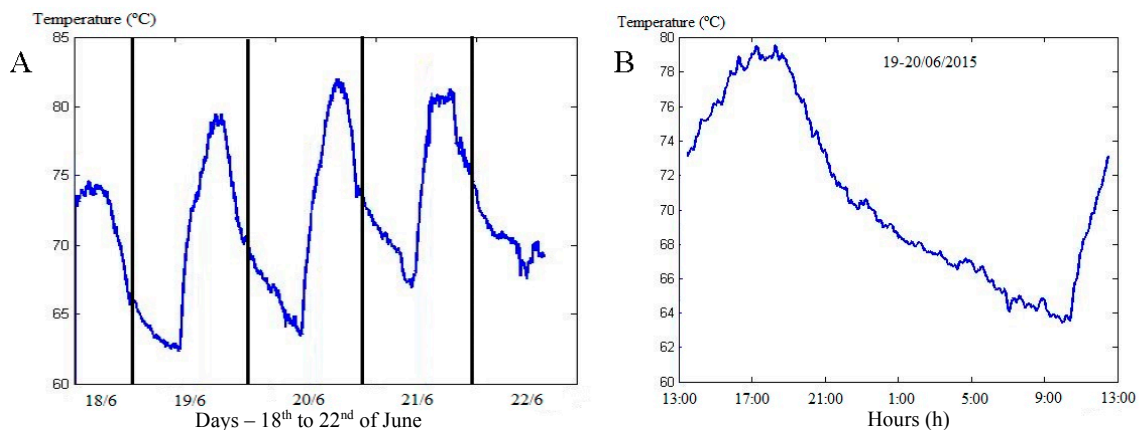 Temperature (ºC)
A
85
80
75
70
65
60
18/6 19/6 20/6 21/6 22/6
Days – 18th to 22nd of June
Temperature (ºC)
B
19-20/06/2015
80
78
76
74
72
70
68
66
64
62
60
13:00 17:00 21:00 1:00 5:00 9:00 13:00
Hours (h)